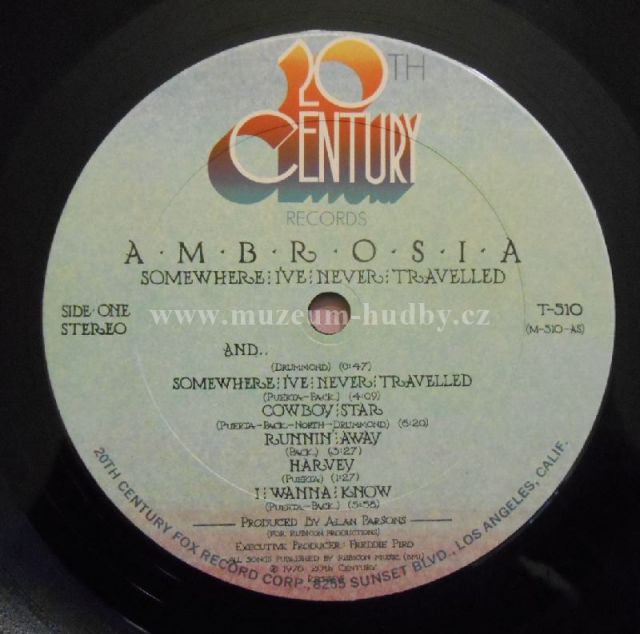 20TH
CENTURY
RECORDS
A·M·B·R·O·S·I·A
SOMEWHERE⁝I'VE⁝NEVER⁝TRAVELLED
SIDE·ONE T-510
STEREO (M-510-AS)
www.muzeum-hudby.cz
AND..
(DRUMMOND) (0:47)
SOMEWHERE⁝I'VE⁝NEVER⁝TRAVELLED
(PUERTA-PACK) (4:09)
COWBOY⁝STAR
(PUERTA-PACK-NORTH-DRUMMOND) (6:20)
RUNNIN'⁝AWAY
(PACK) (3:27)
HARVEY
(PUERTA) (1:27)
I⁝WANNA⁝KNOW
(PUERTA-PACK) (5:58)
PRODUCED BY ALAN PARSONS
(FOR RUBICON PRODUCTIONS)
EXECUTIVE PRODUCER: FREDDIE PIRO
ALL SONGS PUBLISHED BY RUBICON MUSIC (BMI)
℗ 1976 20TH CENTURY
RECORDS
20TH CENTURY FOX RECORD CORP., 8255 SUNSET BLVD., LOS ANGELES, CALIF.